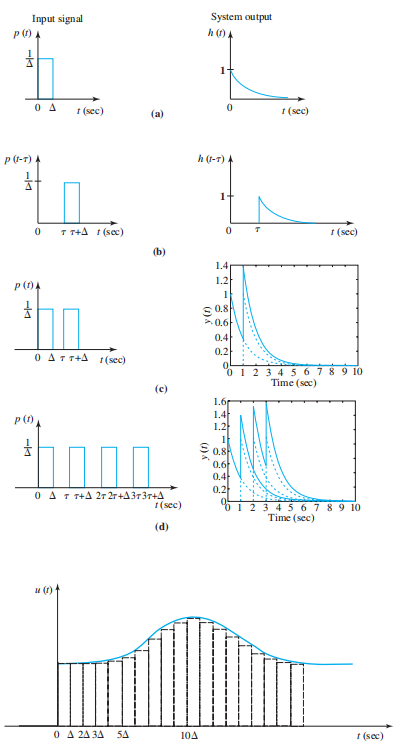 Input signal
System output
p (t)
h (t)
1
Δ
1
0 Δ t (sec)
0 t (sec)
(a)
p (t-τ)
h (t-τ)
1
Δ
1
0 τ τ+Δ t (sec)
0 τ t (sec)
(b)
p (t)
1
Δ
0 Δ τ τ+Δ t (sec)
y (t)
1.4
1.2
1
0.8
0.6
0.4
0.2
0
0 1 2 3 4 5 6 7 8 9 10
Time (sec)
(c)
p (t)
1
Δ
0 Δ τ τ+Δ 2τ 2τ+Δ 3τ 3τ+Δ
t (sec)
y (t)
1.6
1.4
1.2
1
0.8
0.6
0.4
0.2
0
0 1 2 3 4 5 6 7 8 9 10
Time (sec)
(d)
u (t)
0 Δ 2Δ 3Δ 5Δ 10Δ t (sec)